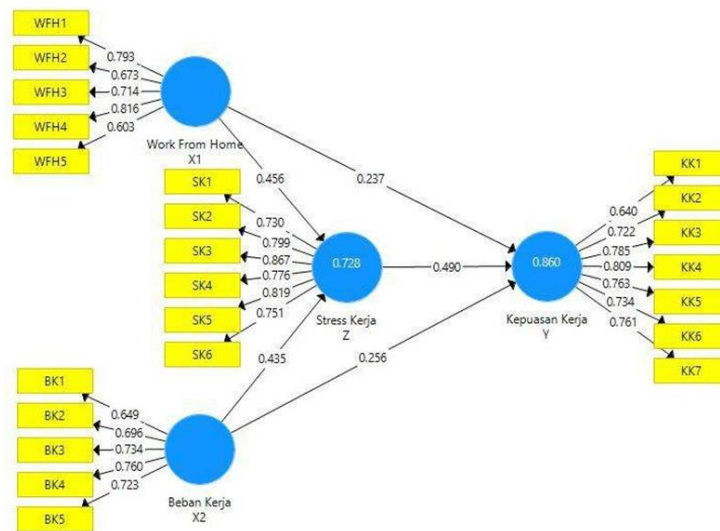 WFH1
WFH2
WFH3
WFH4
WFH5
0.793
0.673
0.714
0.816
0.603
Work From Home
X1
0.456
0.237
SK1
SK2
SK3
SK4
SK5
SK6
0.730
0.799
0.867
0.776
0.819
0.751
0.728
Stress Kerja
Z
0.490
0.860
Kepuasan Kerja
Y
0.640
0.722
0.785
0.809
0.763
0.734
0.761
KK1
KK2
KK3
KK4
KK5
KK6
KK7
0.435
0.256
BK1
BK2
BK3
BK4
BK5
0.649
0.696
0.734
0.760
0.723
Beban Kerja
X2